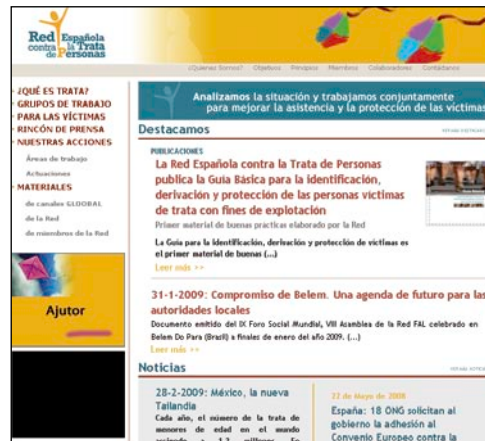 Red Española
contra la Trata
de Personas
¿Quienes Somos? Objetivos Principios Miembros Colaboradores Contáctanos
¿QUÉ ES TRATA?
GRUPOS DE TRABAJO
PARA LAS VÍCTIMAS
RINCÓN DE PRENSA
NUESTRAS ACCIONES
Áreas de trabajo
Actuaciones
MATERIALES
de canales GLOOBAL
de la Red
de miembros de la Red
Ajutor
Analizamos la situación y trabajamos conjuntamente
para mejorar la asistencia y la protección de las víctimas
Destacamos
PUBLICACIONES
La Red Española contra la Trata de Personas
publica la Guía Básica para la identificación,
derivación y protección de las personas víctimas
de trata con fines de explotación
Primer material de buenas prácticas elaborado por la Red
La Guía para la identificación, derivación y protección de víctimas es
el primer material de buenas (...)
Leer más >>
31-1-2009: Compromiso de Belem. Una agenda de futuro para las
autoridades locales
Documento emitido del IX Foro Social Mundial, VIII Asamblea de la Red FAL celebrado en
Belem Do Para (Brasil) a finales de enero del año 2009. (...)
Leer más >>
Noticias
28-2-2009: México, la nueva
Tailandia
Cada año, el número de la trata de
menores de edad en el mundo
22 de Mayo de 2008
España: 18 ONG solicitan al
gobierno la adhesión al
Convenio Europeo contra la